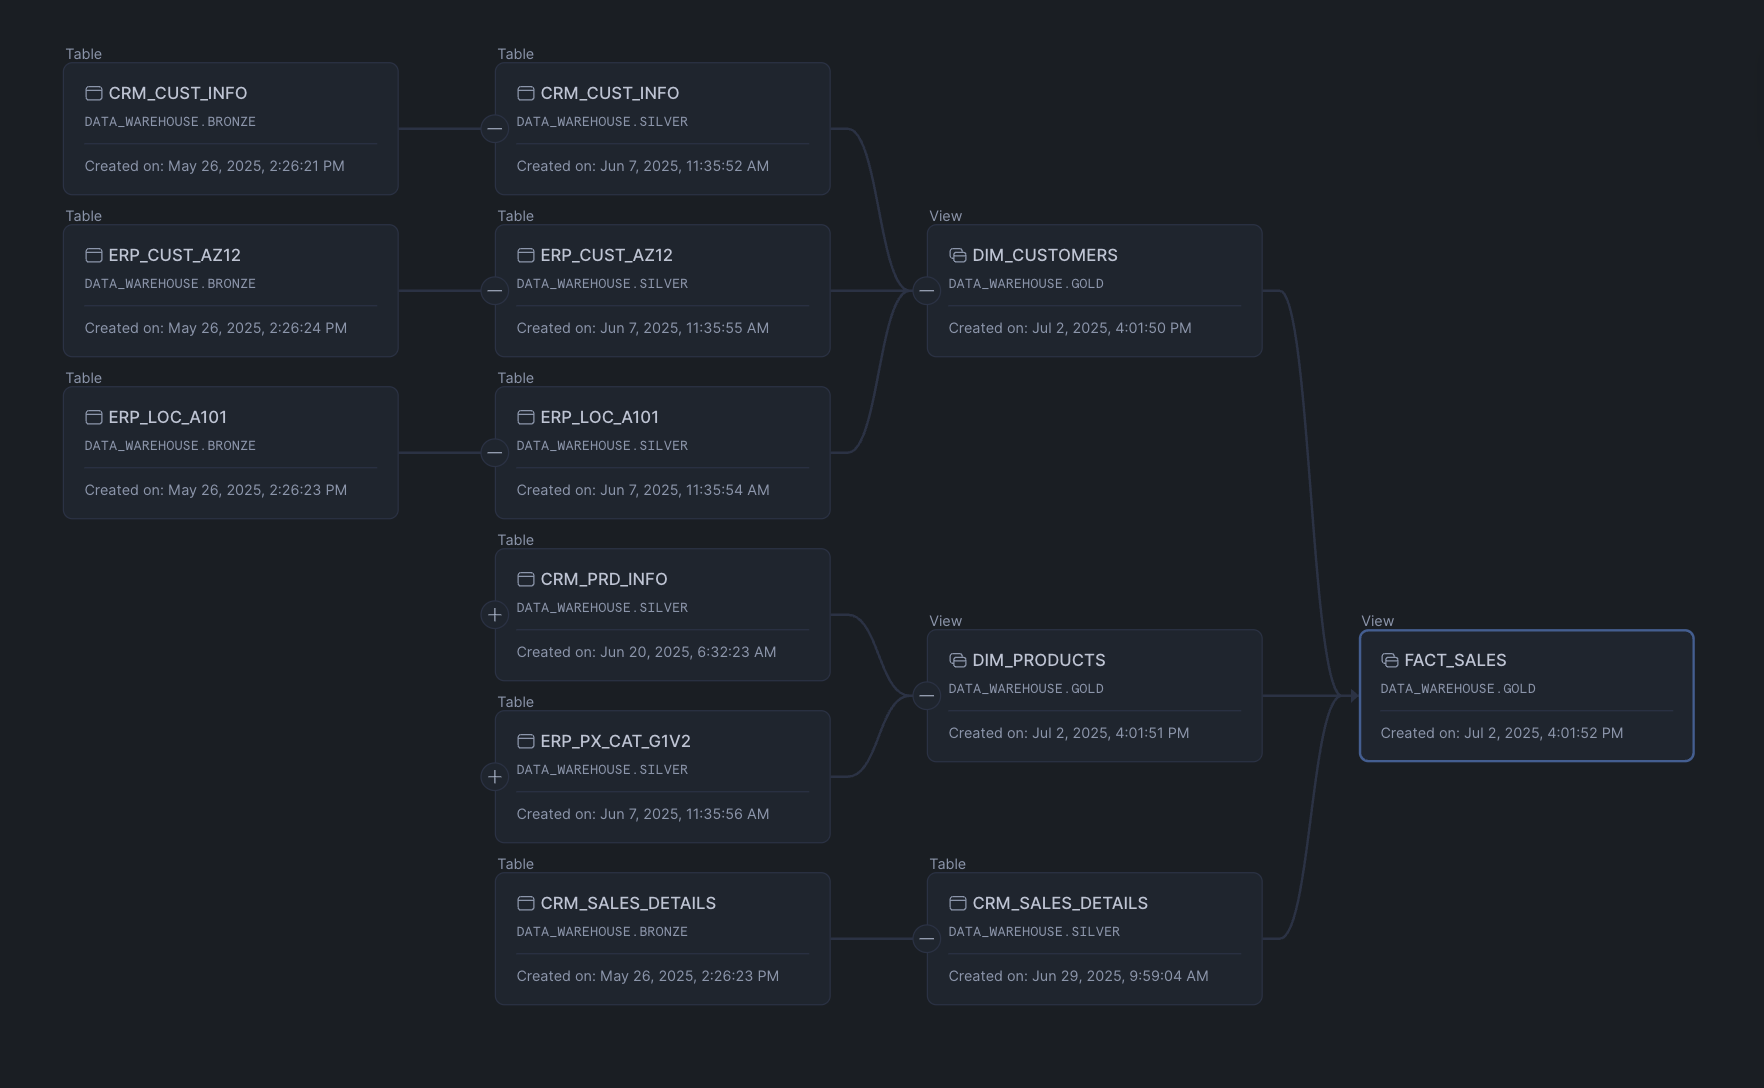 Table
CRM_CUST_INFO
DATA_WAREHOUSE.BRONZE
Created on: May 26, 2025, 2:26:21 PM
Table
CRM_CUST_INFO
DATA_WAREHOUSE.SILVER
Created on: Jun 7, 2025, 11:35:52 AM
Table
ERP_CUST_AZ12
DATA_WAREHOUSE.BRONZE
Created on: May 26, 2025, 2:26:24 PM
Table
ERP_CUST_AZ12
DATA_WAREHOUSE.SILVER
Created on: Jun 7, 2025, 11:35:55 AM
View
DIM_CUSTOMERS
DATA_WAREHOUSE.GOLD
Created on: Jul 2, 2025, 4:01:50 PM
Table
ERP_LOC_A101
DATA_WAREHOUSE.BRONZE
Created on: May 26, 2025, 2:26:23 PM
Table
ERP_LOC_A101
DATA_WAREHOUSE.SILVER
Created on: Jun 7, 2025, 11:35:54 AM
Table
CRM_PRD_INFO
DATA_WAREHOUSE.SILVER
Created on: Jun 20, 2025, 6:32:23 AM
View
DIM_PRODUCTS
DATA_WAREHOUSE.GOLD
Created on: Jul 2, 2025, 4:01:51 PM
View
FACT_SALES
DATA_WAREHOUSE.GOLD
Created on: Jul 2, 2025, 4:01:52 PM
Table
ERP_PX_CAT_G1V2
DATA_WAREHOUSE.SILVER
Created on: Jun 7, 2025, 11:35:56 AM
Table
CRM_SALES_DETAILS
DATA_WAREHOUSE.BRONZE
Created on: May 26, 2025, 2:26:23 PM
Table
CRM_SALES_DETAILS
DATA_WAREHOUSE.SILVER
Created on: Jun 29, 2025, 9:59:04 AM